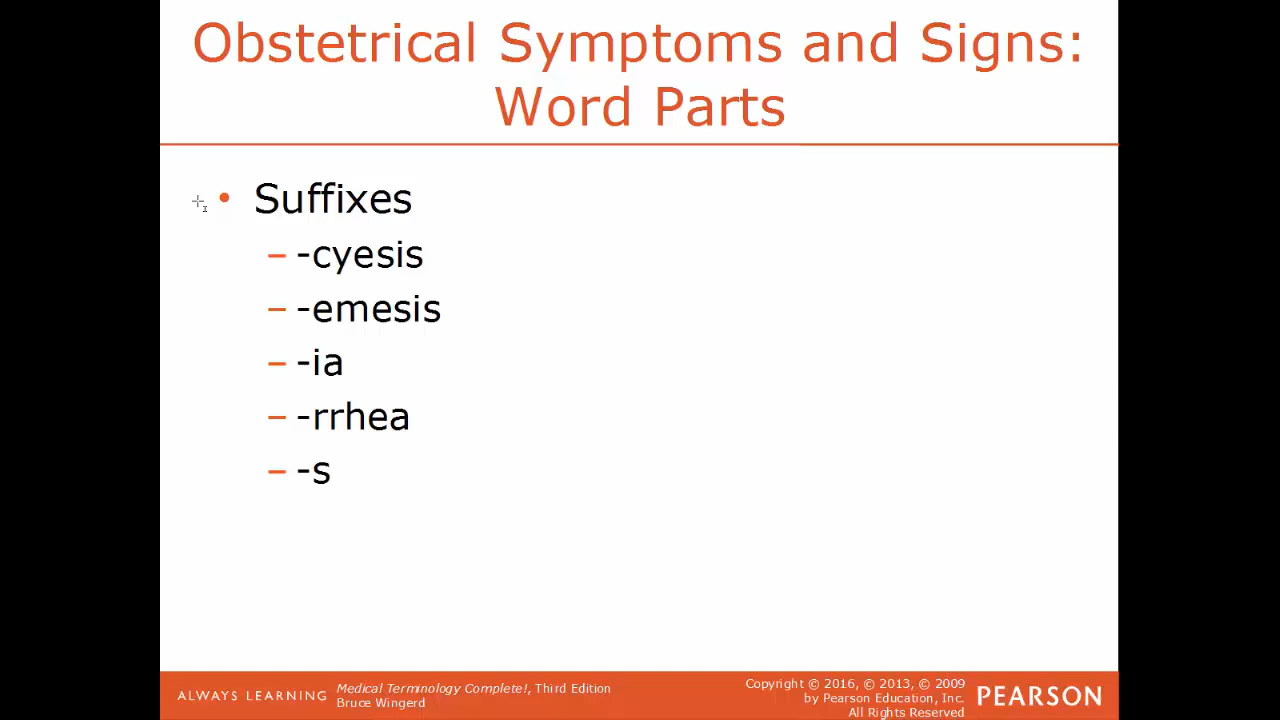 Obstetrical Symptoms and Signs:
Word Parts
• Suffixes
– -cyesis
– -emesis
– -ia
– -rrhea
– -s
ALWAYS LEARNING
Medical Terminology Complete!, Third Edition
Bruce Wingerd
Copyright © 2016, © 2013, © 2009
by Pearson Education, Inc.
All Rights Reserved
PEARSON